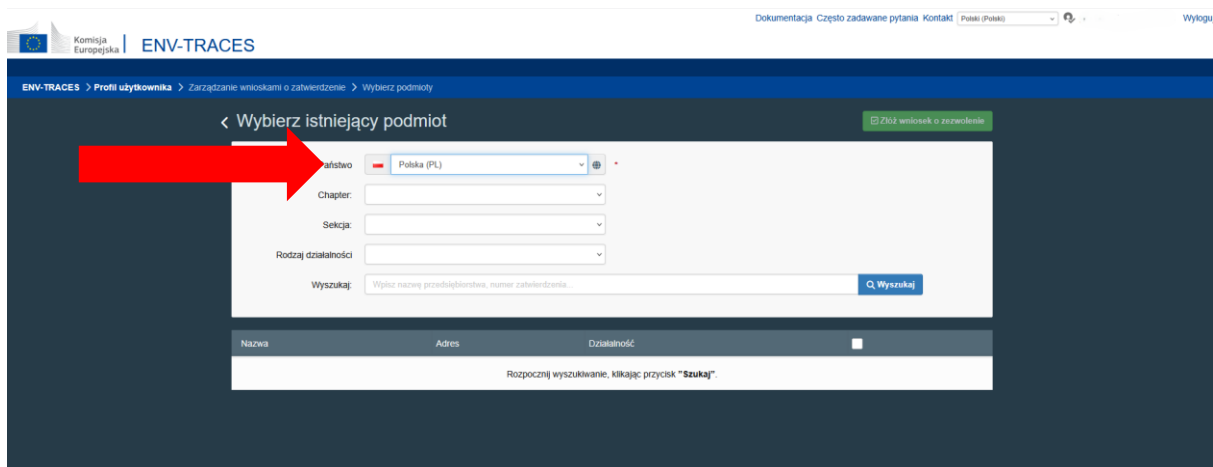 Dokumentacja Często zadawane pytania Kontakt Polski (Polski) Wylogu
Komisja
Europejska
ENV-TRACES
ENV-TRACES > Profil użytkownika > Zarządzanie wnioskami o zatwierdzenie > Wybierz podmioty
Wybierz istniejący podmiot
Złóż wniosek o zezwolenie
aństwo Polska (PL) *
Chapter:
Sekcja:
Rodzaj działalności
Wyszukaj: Wpisz nazwę przedsiębiorstwa, numer zatwierdzenia... Wyszukaj
Nazwa Adres Działalność
Rozpocznij wyszukiwanie, klikając przycisk "Szukaj".